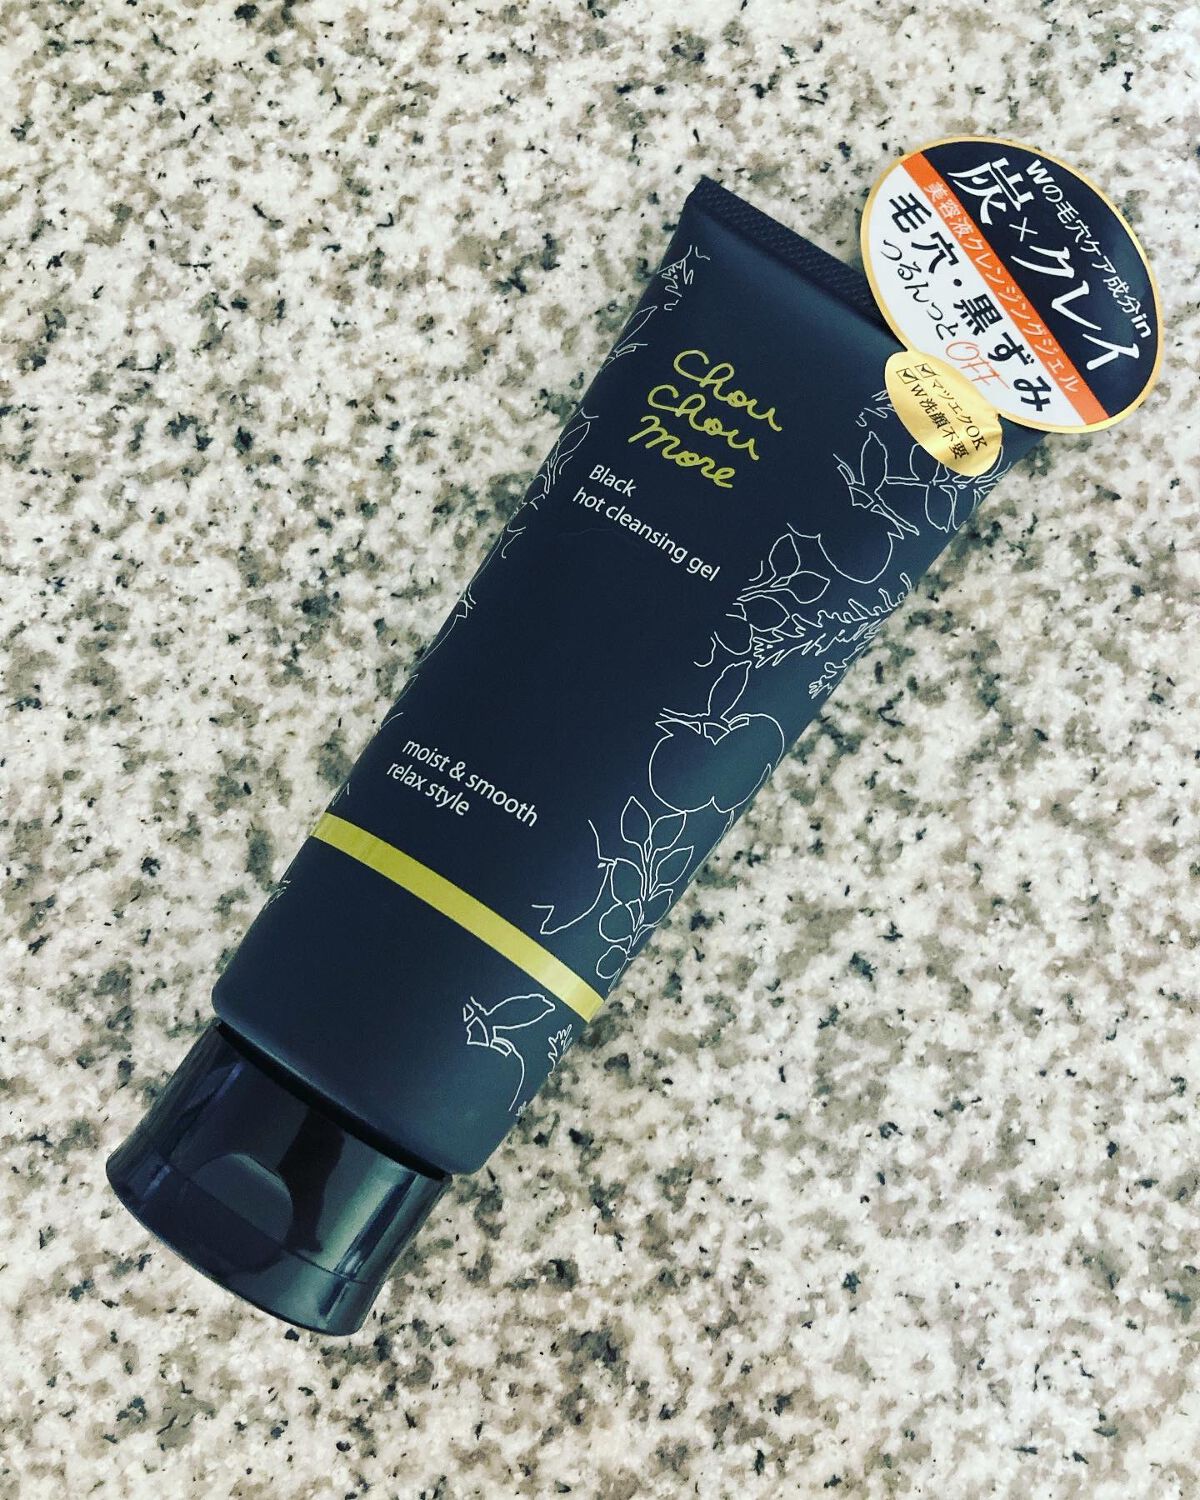 Wの毛穴ケア成分in
炭×クレイ
美容液クレンジングジェル
毛穴・黒ずみ
つるんっとOFF
マツエクOK
W洗顔不要
Chou
Chou
more
Black
hot cleansing gel
moist & smooth
relax style